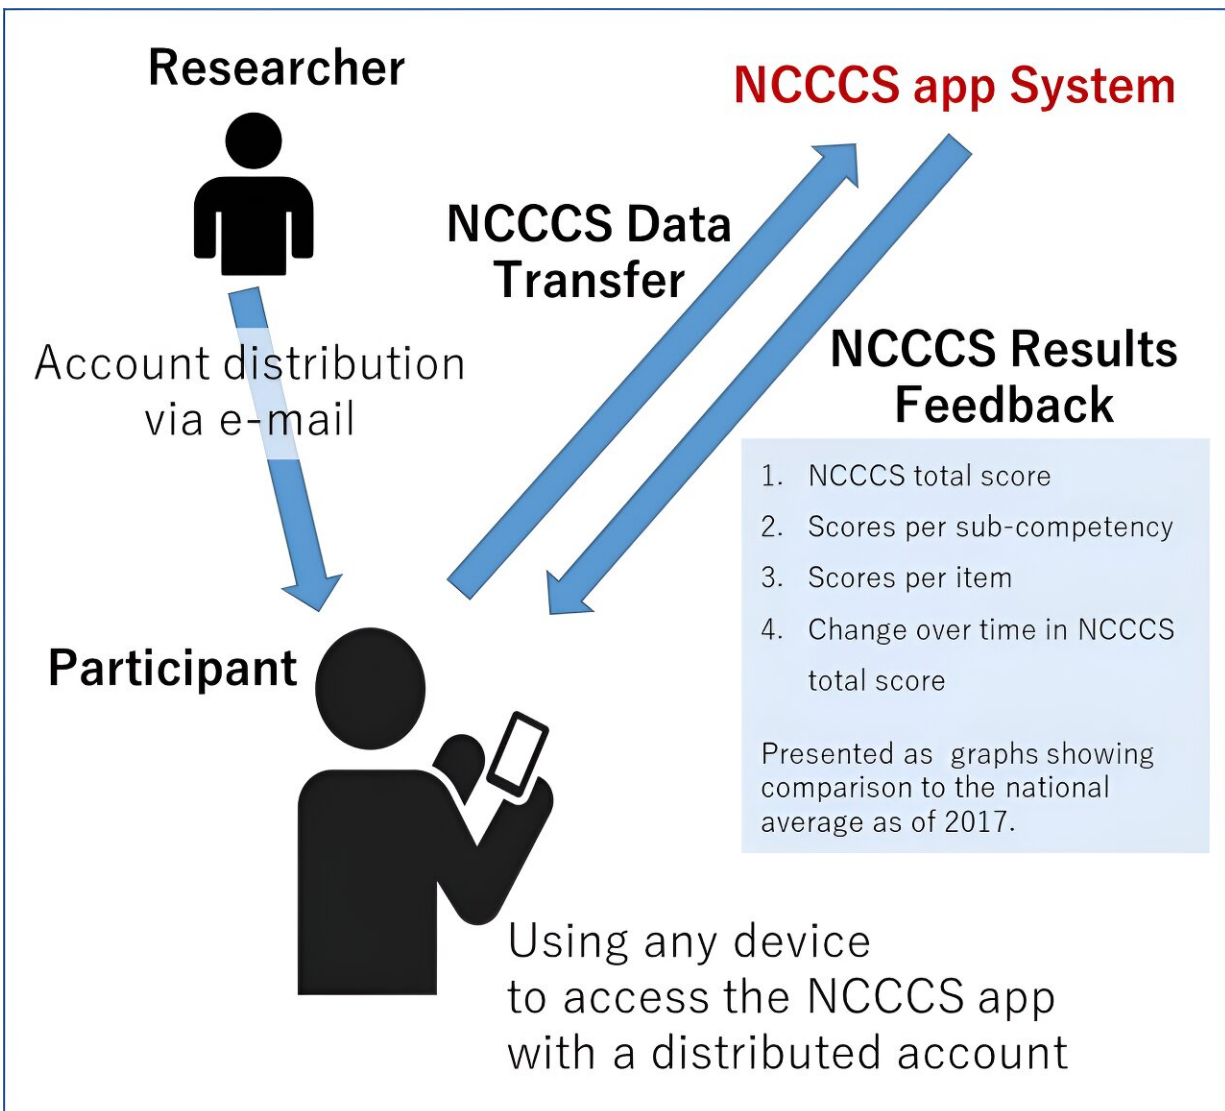 Researcher
NCCCS app System
NCCCS Data
Transfer
Account distribution
via e-mail
NCCCS Results
Feedback
1. NCCCS total score
2. Scores per sub-competency
3. Scores per item
4. Change over time in NCCCS
total score
Presented as graphs showing
comparison to the national
average as of 2017.
Participant
Using any device
to access the NCCCS app
with a distributed account